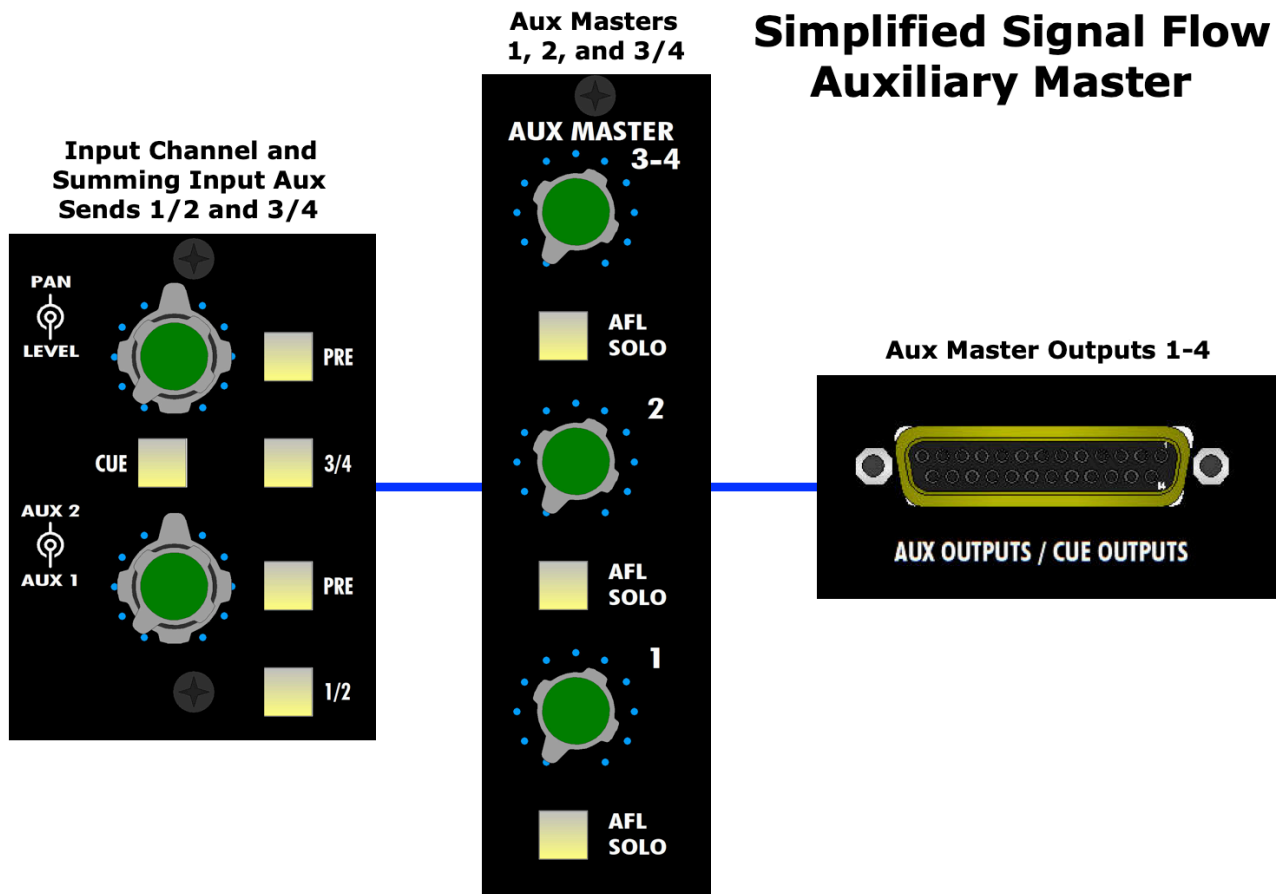 Simplified Signal Flow
Auxiliary Master
Input Channel and
Summing Input Aux
Sends 1/2 and 3/4
PAN
LEVEL
PRE
CUE
3/4
AUX 2
AUX 1
PRE
1/2
Aux Masters
1, 2, and 3/4
AUX MASTER
3-4
AFL
SOLO
2
AFL
SOLO
1
AFL
SOLO
Aux Master Outputs 1-4
1
14
AUX OUTPUTS / CUE OUTPUTS